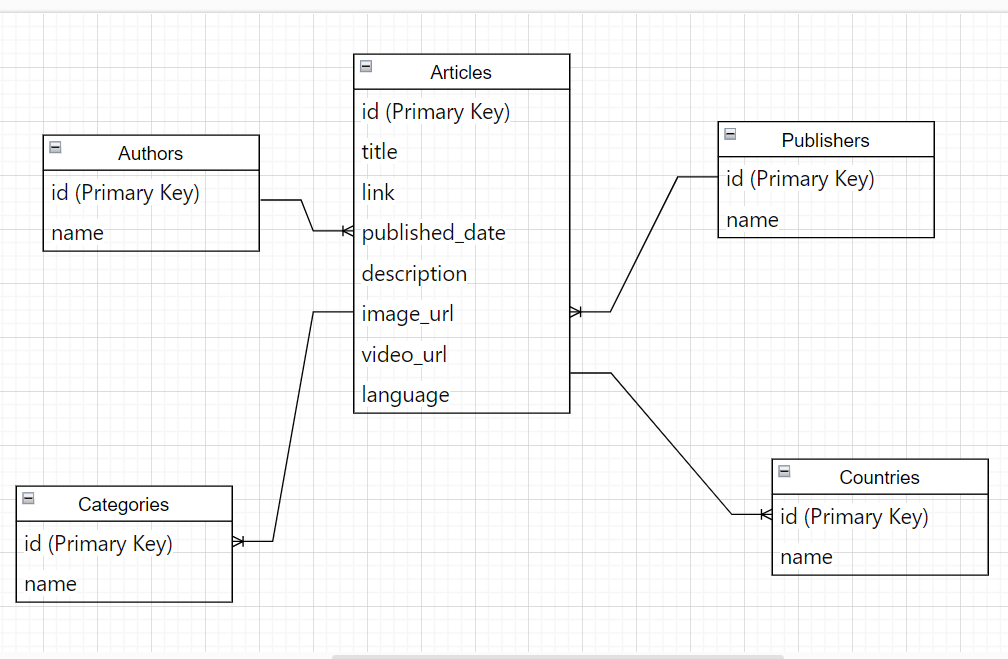 Articles
id (Primary Key)
title
link
published_date
description
image_url
video_url
language
Authors
id (Primary Key)
name
Publishers
id (Primary Key)
name
Categories
id (Primary Key)
name
Countries
id (Primary Key)
name